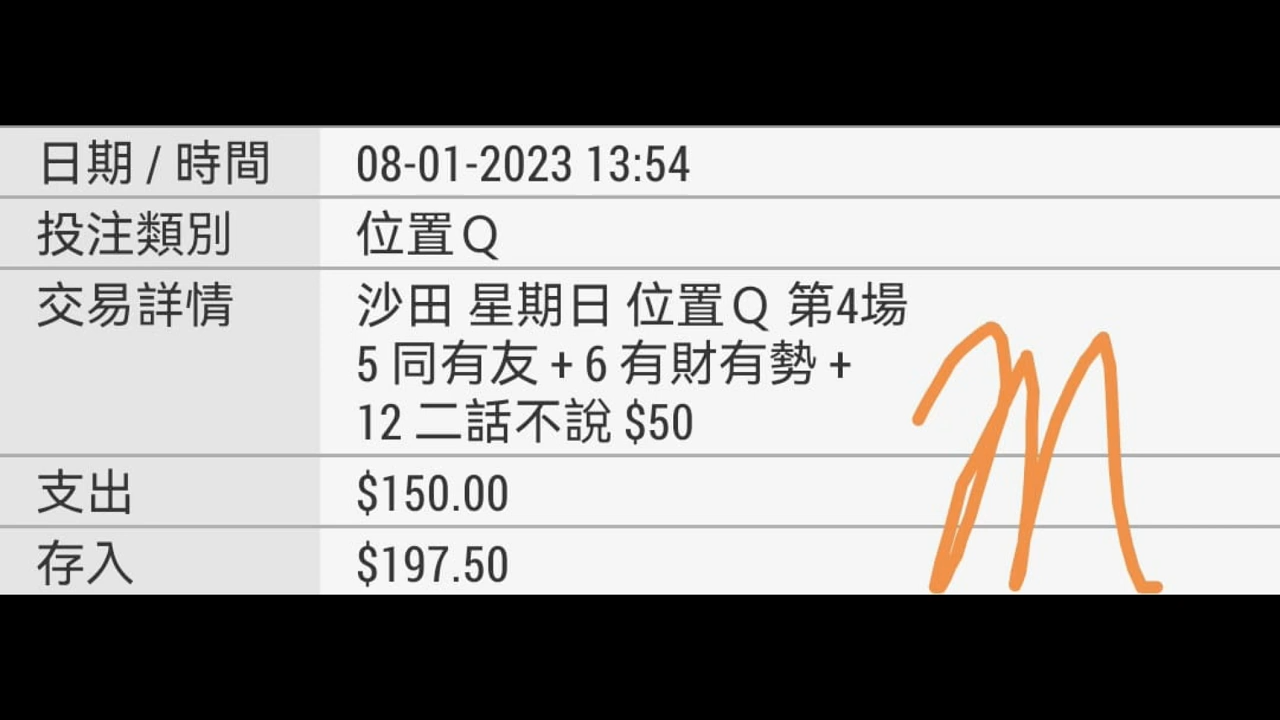 日期 / 時間 08-01-2023 13:54
投注類別 位置Q
交易詳情 沙田 星期日 位置Q 第4場
5 同有友 + 6 有財有勢 +
12 二話不說 $50
支出 $150.00
存入 $197.50
m